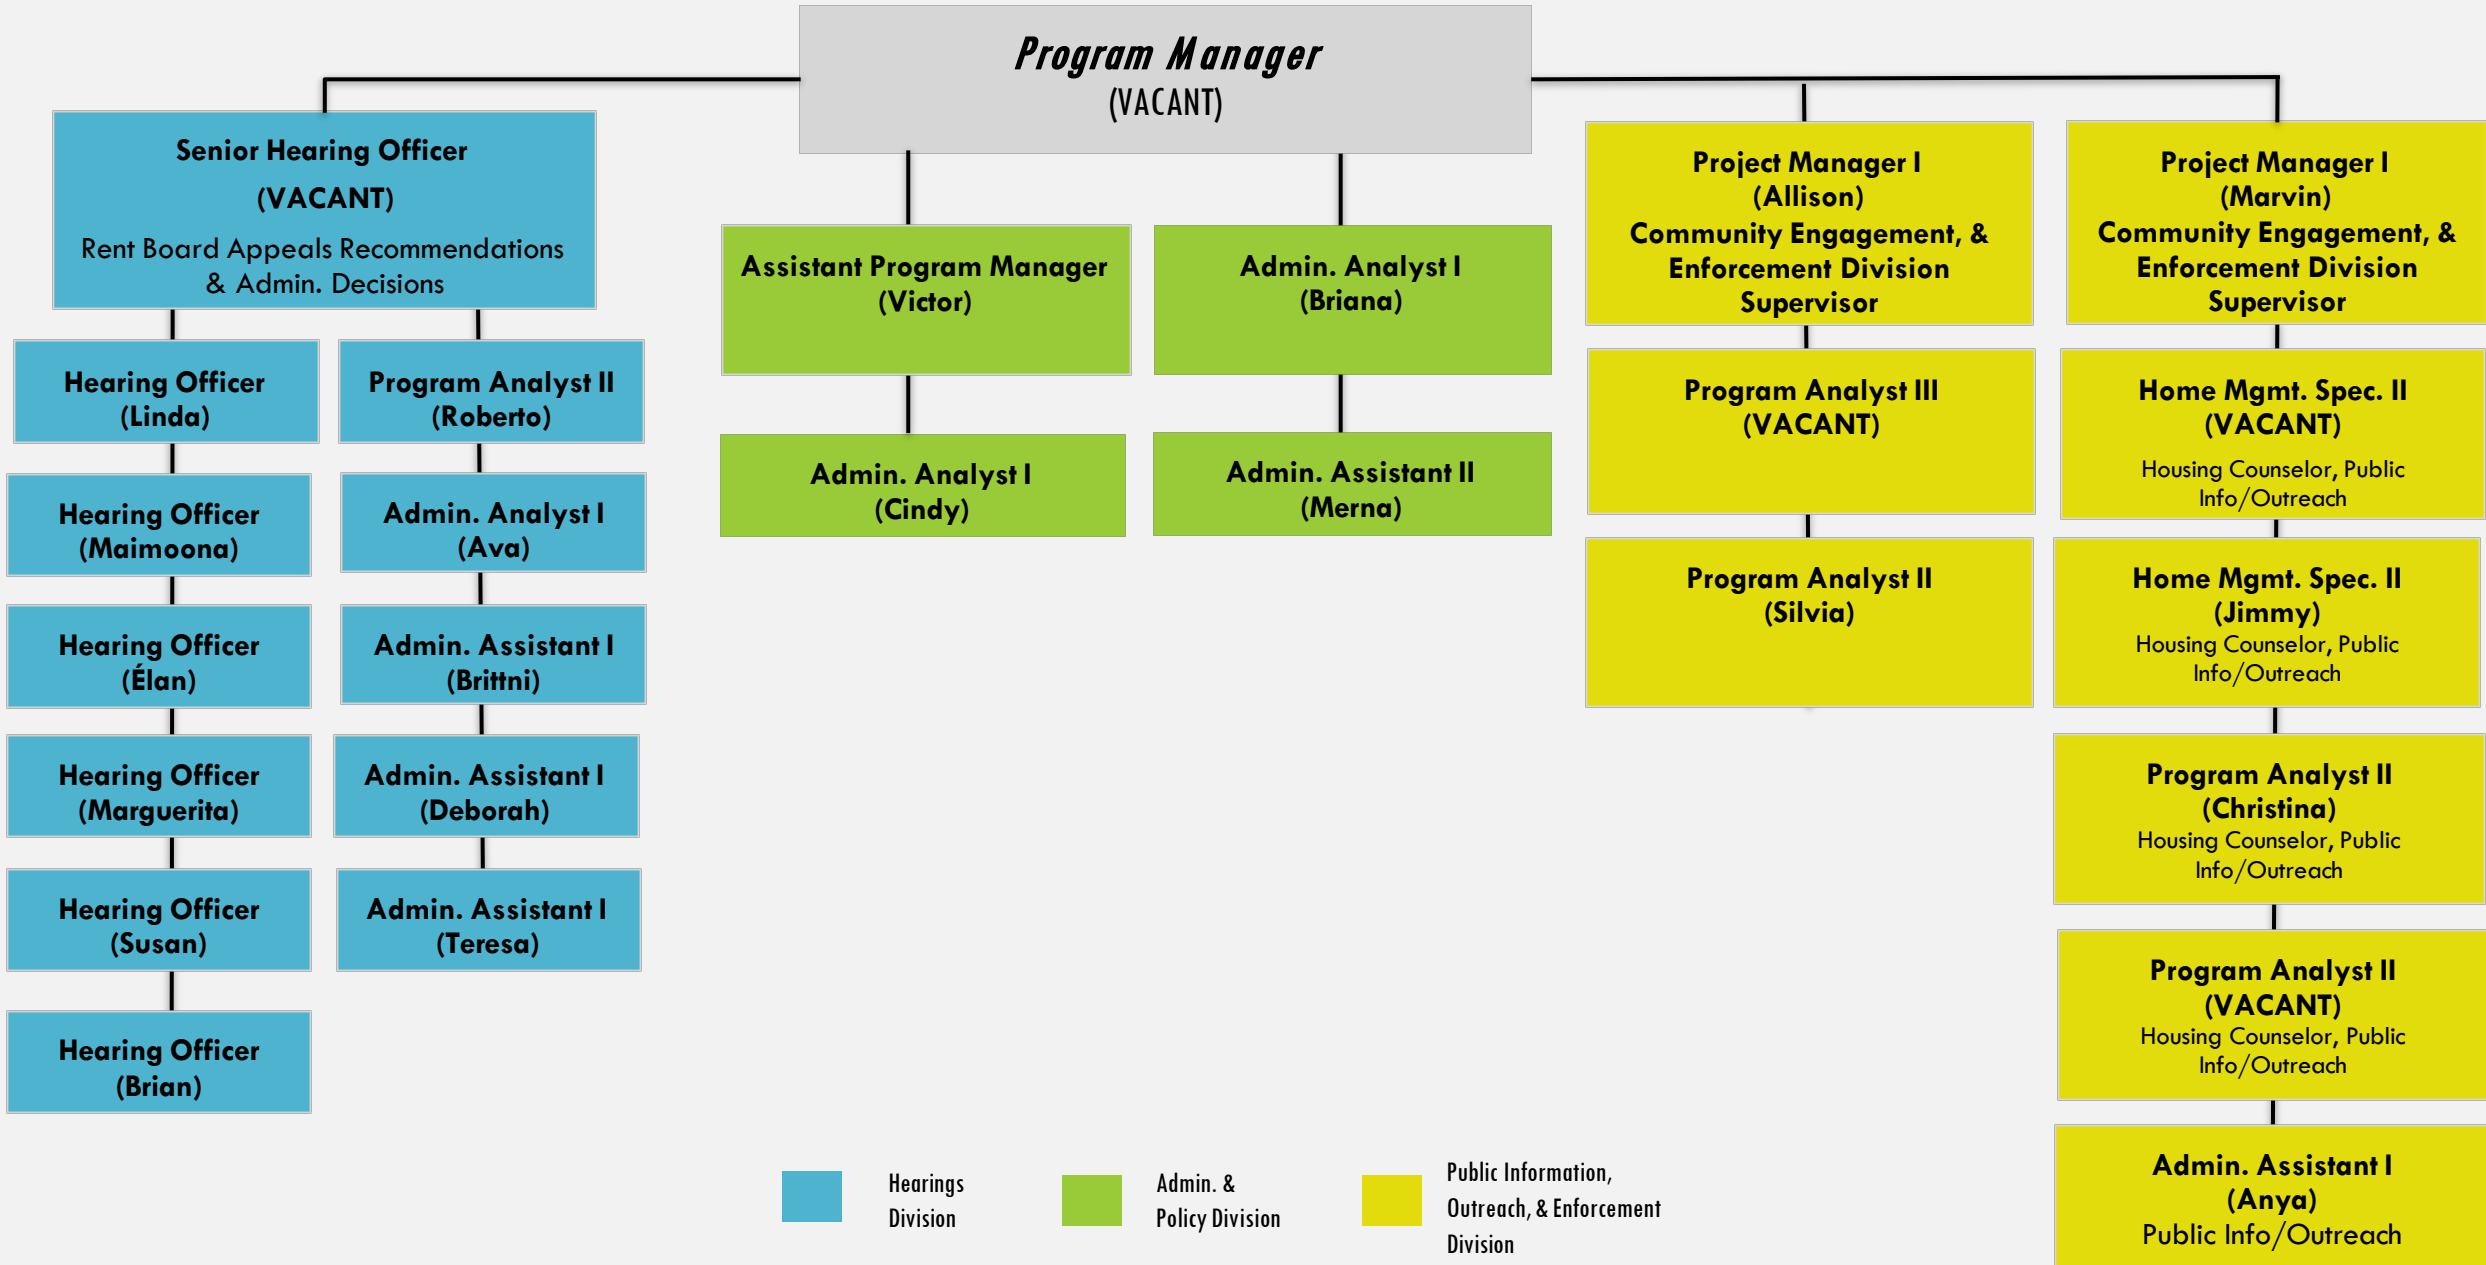 Program Manager
(VACANT)
Senior Hearing Officer
(VACANT)
Rent Board Appeals Recommendations
& Admin. Decisions
Hearing Officer
(Linda)
Hearing Officer
(Maimoona)
Hearing Officer
(Élan)
Hearing Officer
(Marguerita)
Hearing Officer
(Susan)
Hearing Officer
(Brian)
Program Analyst II
(Roberto)
Admin. Analyst I
(Ava)
Admin. Assistant I
(Brittni)
Admin. Assistant I
(Deborah)
Admin. Assistant I
(Teresa)
Assistant Program Manager
(Victor)
Admin. Analyst I
(Cindy)
Admin. Analyst I
(Briana)
Admin. Assistant II
(Merna)
Project Manager I
(Allison)
Community Engagement, &
Enforcement Division
Supervisor
Program Analyst III
(VACANT)
Program Analyst II
(Silvia)
Project Manager I
(Marvin)
Community Engagement, &
Enforcement Division
Supervisor
Home Mgmt. Spec. II
(VACANT)
Housing Counselor, Public
Info/Outreach
Home Mgmt. Spec. II
(Jimmy)
Housing Counselor, Public
Info/Outreach
Program Analyst II
(Christina)
Housing Counselor, Public
Info/Outreach
Program Analyst II
(VACANT)
Housing Counselor, Public
Info/Outreach
Admin. Assistant I
(Anya)
Public Info/Outreach
Hearings
Division
Admin. &
Policy Division
Public Information,
Outreach, & Enforcement
Division